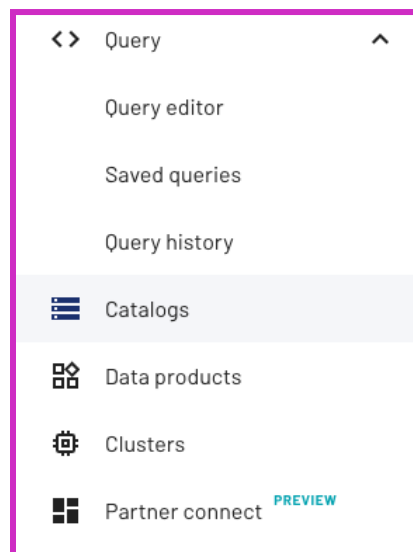 Query
Query editor
Saved queries
Query history
Catalogs
Data products
Clusters
Partner connect PREVIEW